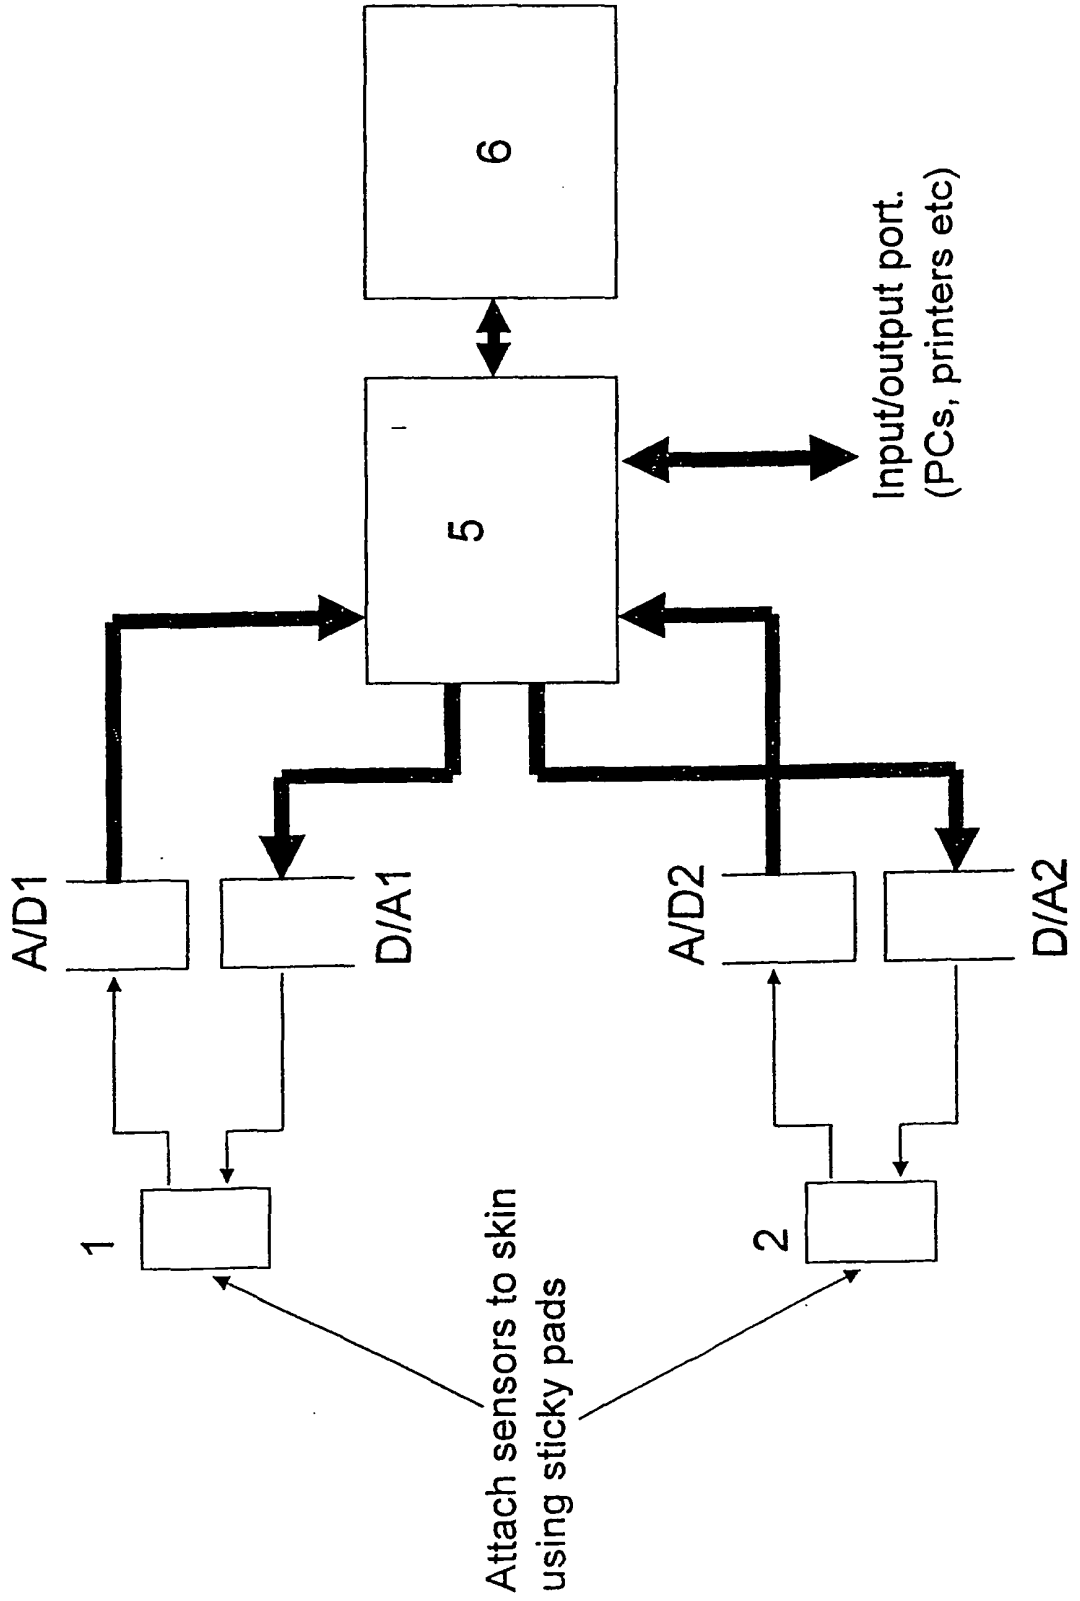 1
A/D1
D/A1
Attach sensors to skin
using sticky pads
5
6
2
A/D2
D/A2
Input/output port.
(PCs, printers etc)